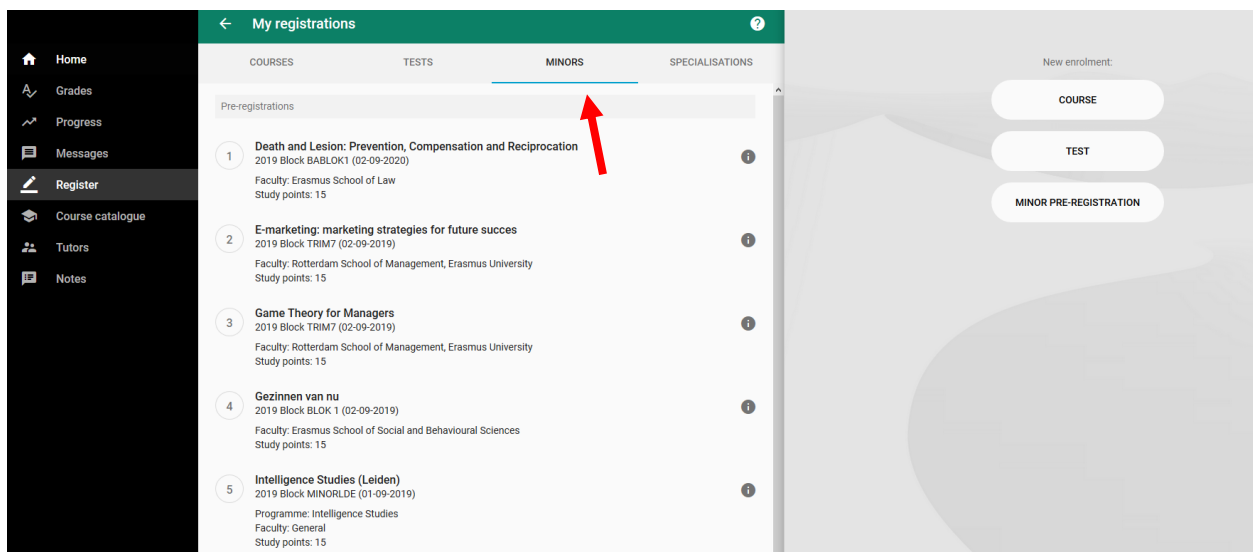 My registrations
Home
Grades
Progress
Messages
Register
Course catalogue
Tutors
Notes
COURSES
TESTS
MINORS
SPECIALISATIONS
Pre-registrations
1
Death and Lesion: Prevention, Compensation and Reciprocation
2019 Block BABLOK1 (02-09-2020)
Faculty: Erasmus School of Law
Study points: 15
2
E-marketing: marketing strategies for future succes
2019 Block TRIM7 (02-09-2019)
Faculty: Rotterdam School of Management, Erasmus University
Study points: 15
3
Game Theory for Managers
2019 Block TRIM7 (02-09-2019)
Faculty: Rotterdam School of Management, Erasmus University
Study points: 15
4
Gezinnen van nu
2019 Block BLOK 1 (02-09-2019)
Faculty: Erasmus School of Social and Behavioural Sciences
Study points: 15
5
Intelligence Studies (Leiden)
2019 Block MINORLDE (01-09-2019)
Programme: Intelligence Studies
Faculty: General
Study points: 15
New enrolment:
COURSE
TEST
MINOR PRE-REGISTRATION